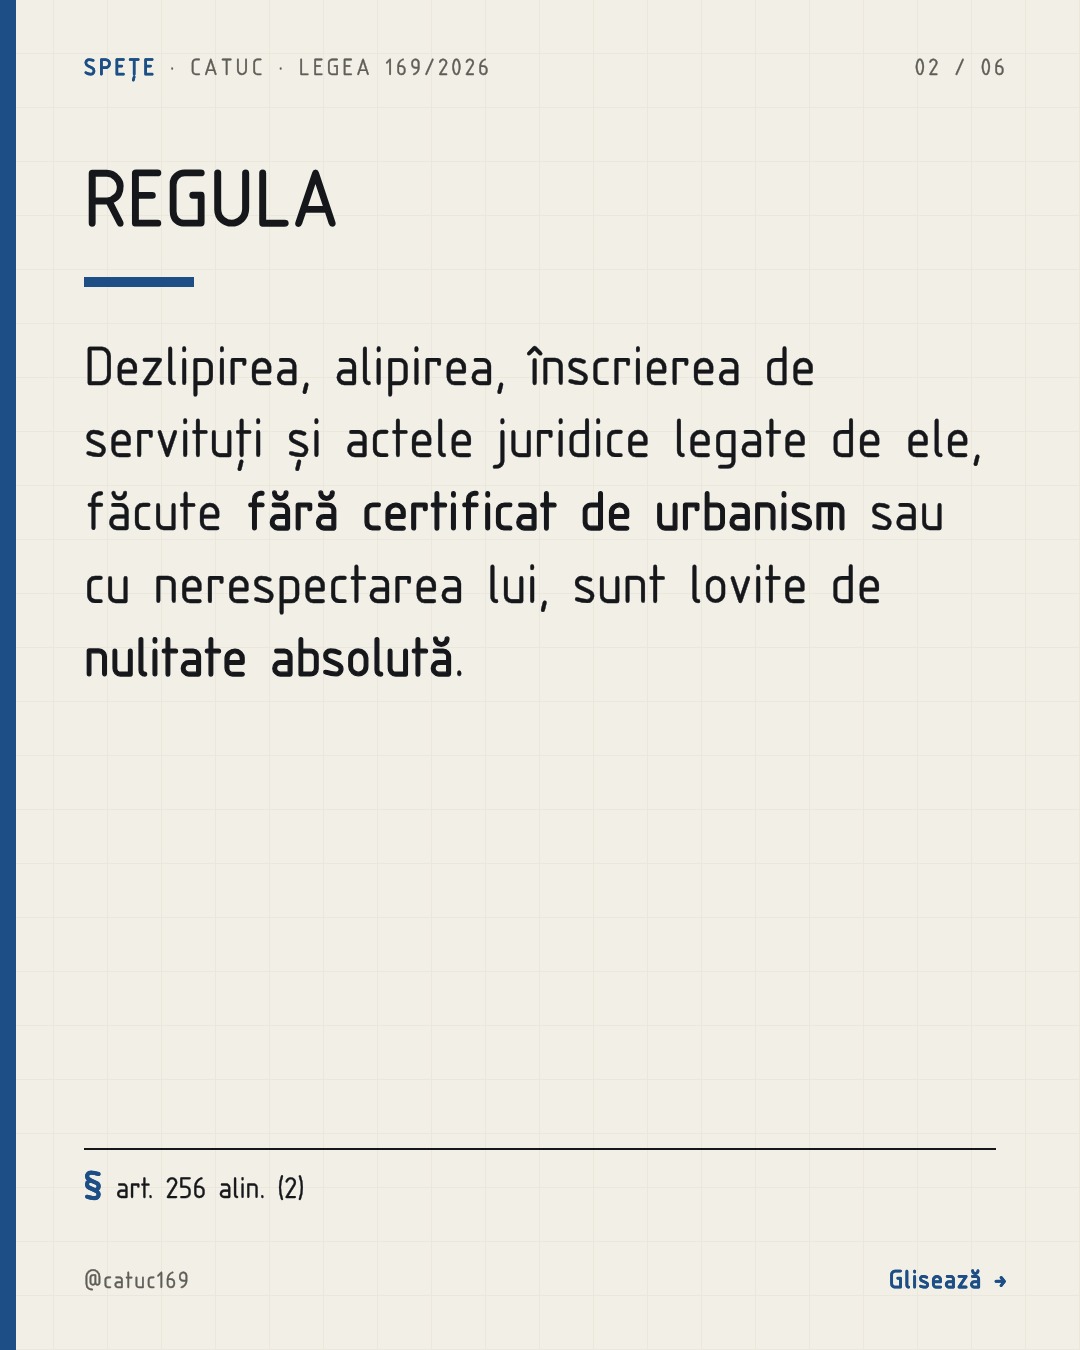 SPEȚE · CATUC · LEGEA 169/2026
02 / 06
REGULA
Dezlipirea, alipirea, înscrierea de
servituți și actele juridice legate de ele,
făcute fără certificat de urbanism sau
cu nerespectarea lui, sunt lovite de
nulitate absolută.
§ art. 256 alin. (2)
@catuc169
Glisează →